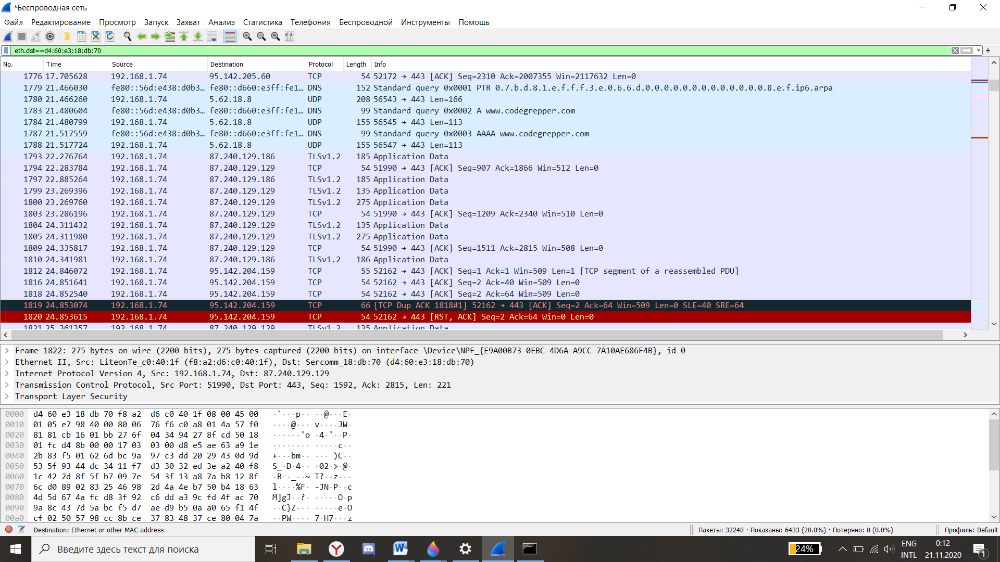 *Беспроводная сеть
Файл Редактирование Просмотр Запуск Захват Анализ Статистика Телефония Беспроводной Инструменты Помощь
eth.dst==d4:60:e3:18:db:70
No. Time Source Destination Protocol Length Info
1776 17.705628 192.168.1.74 95.142.205.60 TCP 54 52172 → 443 [ACK] Seq=2310 Ack=2007355 Win=2117632 Len=0
1779 21.466030 fe80::56d:e438:d0b3… fe80::d660:e3ff:fe1… DNS 152 Standard query 0x0001 PTR 0.7.b.d.8.1.e.f.f.f.3.e.0.6.6.d.0.0.0.0.0.0.0.0.0.0.0.0.0.8.e.f.ip6.arpa
1780 21.466260 192.168.1.74 5.62.18.8 UDP 208 56543 → 443 Len=166
1783 21.480604 fe80::56d:e438:d0b3… fe80::d660:e3ff:fe1… DNS 99 Standard query 0x0002 A www.codegrepper.com
1784 21.480799 192.168.1.74 5.62.18.8 UDP 155 56545 → 443 Len=113
1787 21.517559 fe80::56d:e438:d0b3… fe80::d660:e3ff:fe1… DNS 99 Standard query 0x0003 AAAA www.codegrepper.com
1788 21.517724 192.168.1.74 5.62.18.8 UDP 155 56547 → 443 Len=113
1793 22.276764 192.168.1.74 87.240.129.186 TLSv1.2 185 Application Data
1794 22.283784 192.168.1.74 87.240.129.129 TCP 54 51990 → 443 [ACK] Seq=907 Ack=1866 Win=512 Len=0
1797 22.885264 192.168.1.74 87.240.129.186 TLSv1.2 185 Application Data
1799 23.269396 192.168.1.74 87.240.129.129 TLSv1.2 135 Application Data
1800 23.269760 192.168.1.74 87.240.129.129 TLSv1.2 275 Application Data
1803 23.286196 192.168.1.74 87.240.129.129 TCP 54 51990 → 443 [ACK] Seq=1209 Ack=2340 Win=510 Len=0
1804 24.311432 192.168.1.74 87.240.129.129 TLSv1.2 135 Application Data
1805 24.311980 192.168.1.74 87.240.129.129 TLSv1.2 275 Application Data
1809 24.335817 192.168.1.74 87.240.129.129 TCP 54 51990 → 443 [ACK] Seq=1511 Ack=2815 Win=508 Len=0
1810 24.341981 192.168.1.74 87.240.129.186 TLSv1.2 186 Application Data
1812 24.846072 192.168.1.74 95.142.204.159 TCP 55 52162 → 443 [ACK] Seq=1 Ack=1 Win=509 Len=1 [TCP segment of a reassembled PDU]
1816 24.851641 192.168.1.74 95.142.204.159 TCP 54 52162 → 443 [ACK] Seq=2 Ack=40 Win=509 Len=0
1818 24.852540 192.168.1.74 95.142.204.159 TCP 54 52162 → 443 [ACK] Seq=2 Ack=64 Win=509 Len=0
1819 24.853074 192.168.1.74 95.142.204.159 TCP 66 [TCP Dup ACK 1818#1] 52162 → 443 [ACK] Seq=2 Ack=64 Win=509 Len=0 SLE=40 SRE=64
1820 24.853615 192.168.1.74 95.142.204.159 TCP 54 52162 → 443 [RST, ACK] Seq=2 Ack=64 Win=0 Len=0
1821 25.361357 192.168.1.74 87.240.129.129 TLSv1.2 135 Application Data
Frame 1822: 275 bytes on wire (2200 bits), 275 bytes captured (2200 bits) on interface \Device\NPF_{E9A00B73-0EBC-4D6A-A9CC-7A10AE686F4B}, id 0
Ethernet II, Src: LiteonTe_c0:40:1f (f8:a2:d6:c0:40:1f), Dst: Sercomm_18:db:70 (d4:60:e3:18:db:70)
Internet Protocol Version 4, Src: 192.168.1.74, Dst: 87.240.129.129
Transmission Control Protocol, Src Port: 51990, Dst Port: 443, Seq: 1592, Ack: 2815, Len: 221
Transport Layer Security
0000 d4 60 e3 18 db 70 f8 a2 d6 c0 40 1f 08 00 45 00 ·`···p·· ··@···E·
0010 01 05 e7 98 40 00 80 06 76 f6 c0 a8 01 4a 57 f0 ····@··· v····JW·
0020 81 81 cb 16 01 bb 27 6f 04 34 94 27 8f cd 50 18 ······'o ·4·'··P·
0030 01 fc d4 8b 00 00 17 03 03 00 d8 e5 ae 63 a9 1e ········ ·····c··
0040 2b 83 f5 01 62 6d bc 9a 97 c3 dd 20 29 43 0d 9d +···bm·· ··· )C··
0050 53 5f 93 44 dc 34 11 f7 d3 30 32 ed 3e a2 40 f8 S_·D·4·· ·02·>·@·
0060 1c 42 2d 8f 5f b7 09 7e 54 3f 13 a8 7a b8 12 8f ·B-·_··~ T?··z···
0070 6c d0 89 02 83 25 46 98 2d 4a 4e b7 50 b4 18 63 l····%F· -JN·P··c
0080 4d 5d 67 4a fc d8 3f 92 c6 dd a3 9c fd 4f ac 70 M]gJ··?· ·····O·p
0090 9a 8c 43 7d 5a bc f5 d7 ae d9 b5 0a a0 65 f1 4f ··C}Z··· ·····e·O
00a0 cf 02 50 57 98 cc 8b ce 37 83 48 37 ce 80 04 7a ··PW···· 7·H7···z
Destination: Ethernet or other MAC address Пакеты: 32240 · Показаны: 6433 (20.0%) · Потеряно: 0 (0.0%) Профиль: Default
Введите здесь текст для поиска 24% ENG 0:12
INTL 21.11.2020 1